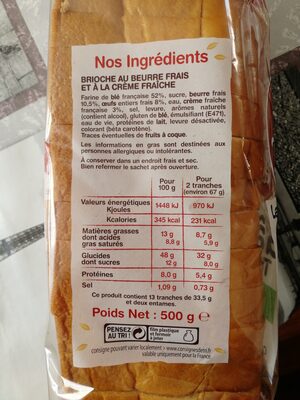 Nos Ingrédients
BRIOCHE AU BEURRE FRAIS
ET À LA CRÈME FRAÎCHE
Farine de blé française 52%, sucre, beurre frais
10,5%, œufs entiers frais 8%, eau, crème fraîche
française 3%, sel, levure, arômes naturels
(contient alcool), gluten de blé, émulsifiant (E471),
eau de vie, protéines de lait, levure désactivée,
colorant (béta carotène).
Traces éventuelles de fruits à coque.
Les informations en gras sont destinées aux
personnes allergiques ou intolérantes.
À conserver dans un endroit frais et sec.
Bien refermer le sachet après ouverture.
Pour 100 g Pour 2 tranches (environ 67 g)
Valeurs énergétiques
Kjoules 1448 kJ 970 kJ
Kcalories 345 kcal 231 kcal
Matières grasses 13 g 8,7 g
dont acides
gras saturés 8,8 g 5,9 g
Glucides 48 g 32 g
dont sucres 12 g 8,0 g
Protéines 8,0 g 5,4 g
Sel 1,09 g 0,73 g
Ce produit contient 13 tranches de 33,5 g
et deux entames.
Poids Net : 500 g e
PENSEZ
AU TRI !
film plastique
et fermoir
à jeter
consigne pouvant varier localement > www.consignesdetri.fr
valable uniquement pour la France